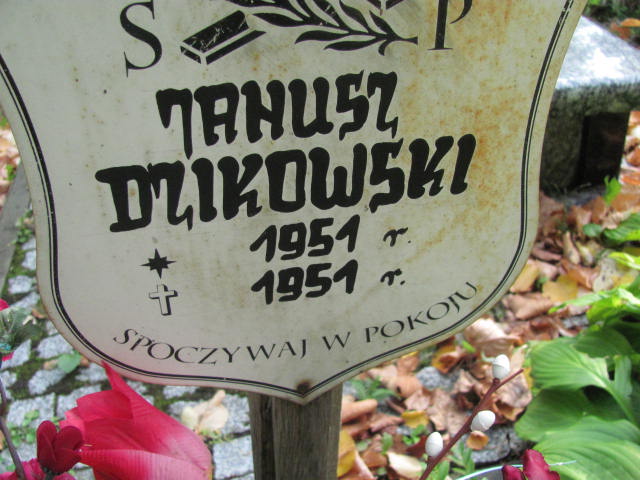 S P
JANUSZ
DZIKOWSKI
1951 r.
1951 r.
SPOCZYWAJ W POKOJU